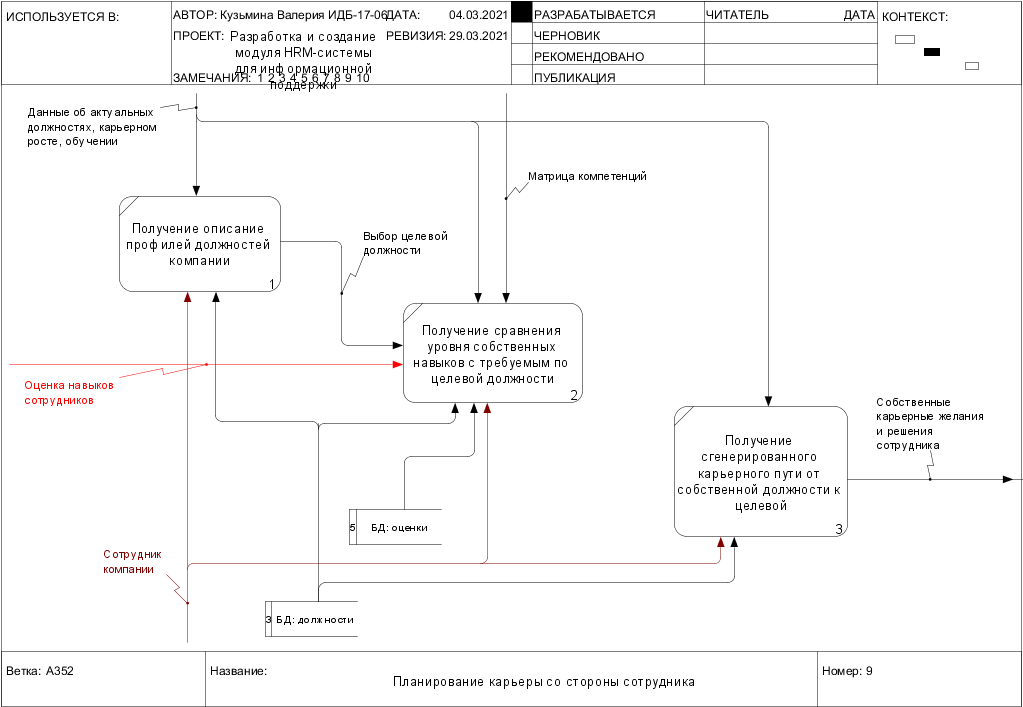 ИСПОЛЬЗУЕТСЯ В:
АВТОР: Кузьмина Валерия ИДБ-17-06
ДАТА: 04.03.2021
РАЗРАБАТЫВАЕТСЯ
ЧИТАТЕЛЬ
ДАТА
КОНТЕКСТ:
ПРОЕКТ: Разработка и создание
модуля HRM-системы
для информационной
поддержки
РЕВИЗИЯ: 29.03.2021
ЧЕРНОВИК
РЕКОМЕНДОВАНО
ЗАМЕЧАНИЯ: 1 2 3 4 5 6 7 8 9 10
ПУБЛИКАЦИЯ
Данные об актуальных
должностях, карьерном
росте, обучении
Матрица компетенций
Получение описание
профилей должностей
компании
1
Выбор целевой
должности
Получение сравнения
уровня собственных
навыков с требуемым по
целевой должности
2
Оценка навыков
сотрудников
Собственные
карьерные желания
и решения
сотрудника
Получение
сгенерированного
карьерного пути от
собственной должности к
целевой
3
5 БД: оценки
Сотрудник
компании
3 БД: должности
Ветка: A352
Название:
Планирование карьеры со стороны сотрудника
Номер: 9